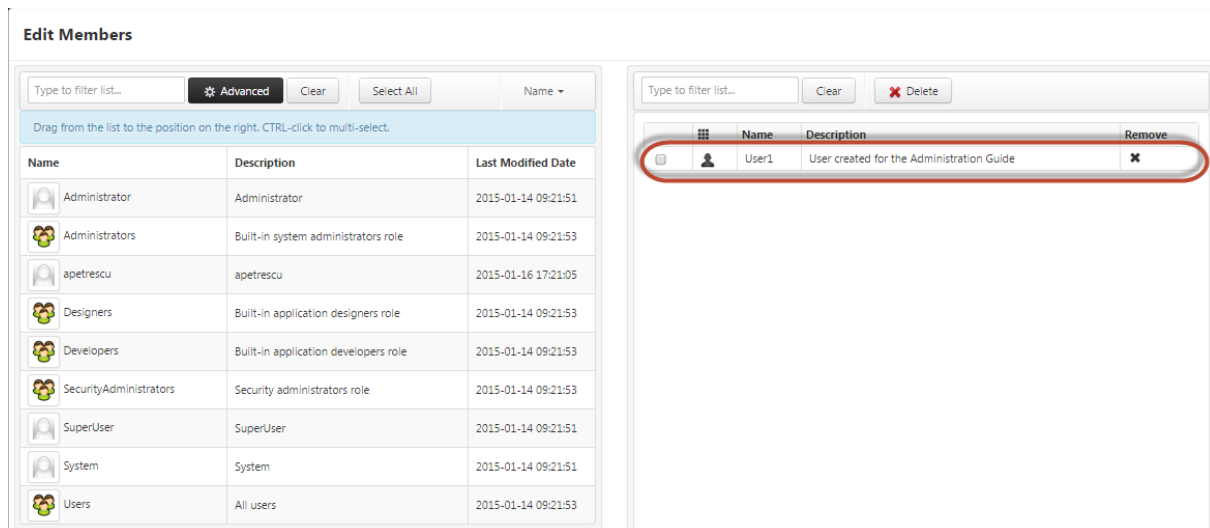 Edit Members
Type to filter list... Advanced Clear Select All Name
Drag from the list to the position on the right. CTRL-click to multi-select.
Name Description Last Modified Date
Administrator Administrator 2015-01-14 09:21:51
Administrators Built-in system administrators role 2015-01-14 09:21:53
apetrescu apetrescu 2015-01-16 17:21:05
Designers Built-in application designers role 2015-01-14 09:21:53
Developers Built-in application developers role 2015-01-14 09:21:53
SecurityAdministrators Security administrators role 2015-01-14 09:21:53
SuperUser SuperUser 2015-01-14 09:21:51
System System 2015-01-14 09:21:51
Users All users 2015-01-14 09:21:53
Type to filter list... Clear Delete
Name Description Remove
User1 User created for the Administration Guide